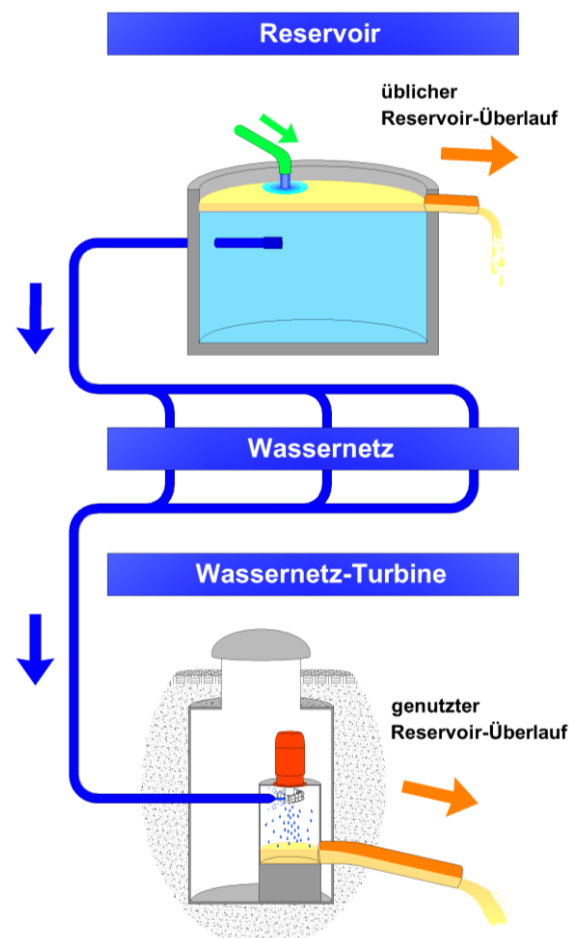 Reservoir
üblicher
Reservoir-Überlauf
Wassernetz
Wassernetz-Turbine
genutzter
Reservoir-Überlauf